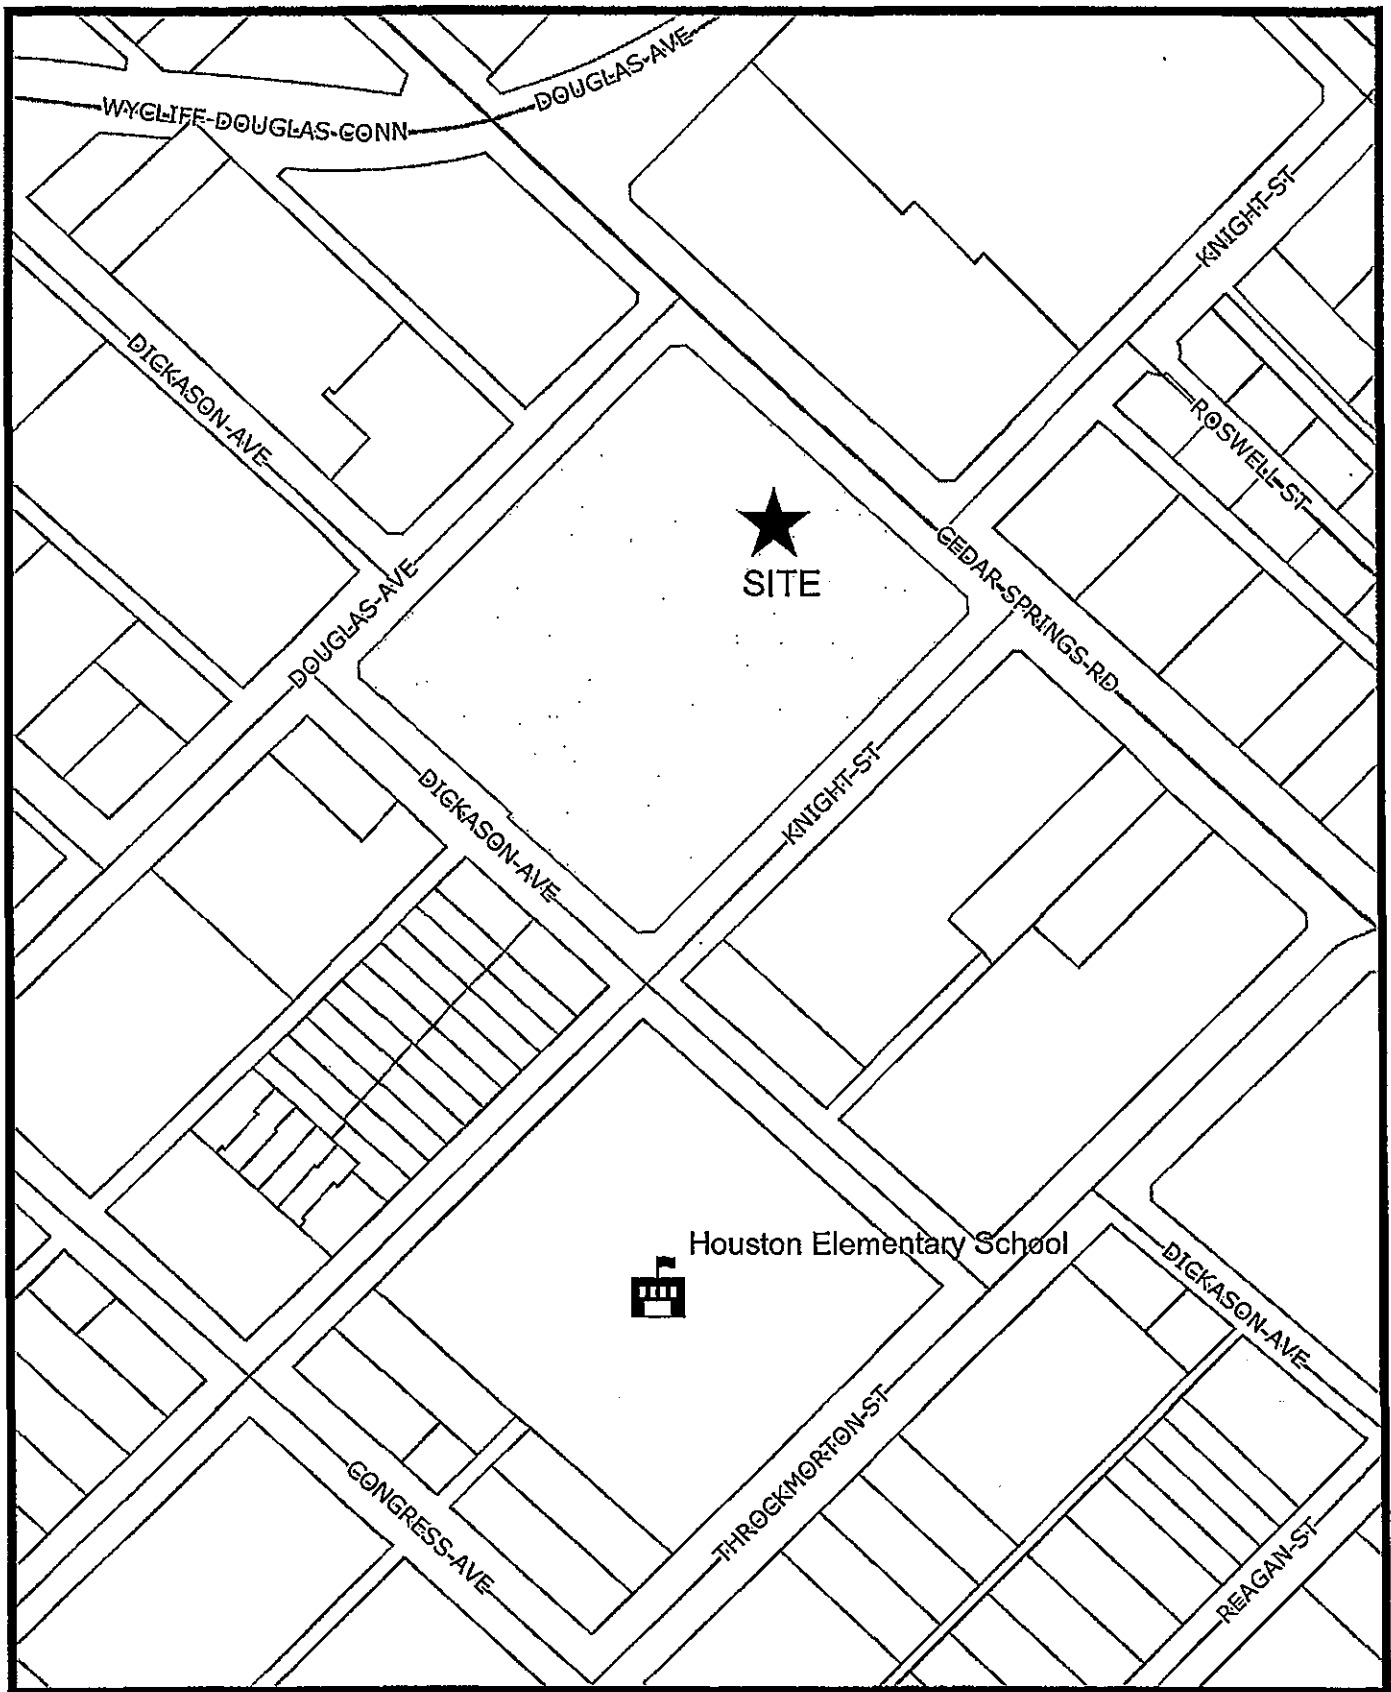 DOUGLAS-AVE
WYCLIFF-DOUGLAS-CONN
KNIGHT-ST
DICKASON-AVE
ROSWELL-ST
SITE
CEDAR-SPRINGS-RD
DOUGLAS-AVE
DICKASON-AVE
KNIGHT-ST
Houston Elementary School
DICKASON-AVE
THROCKMORTON-ST
CONGRESS-AVE
REAGAN-ST